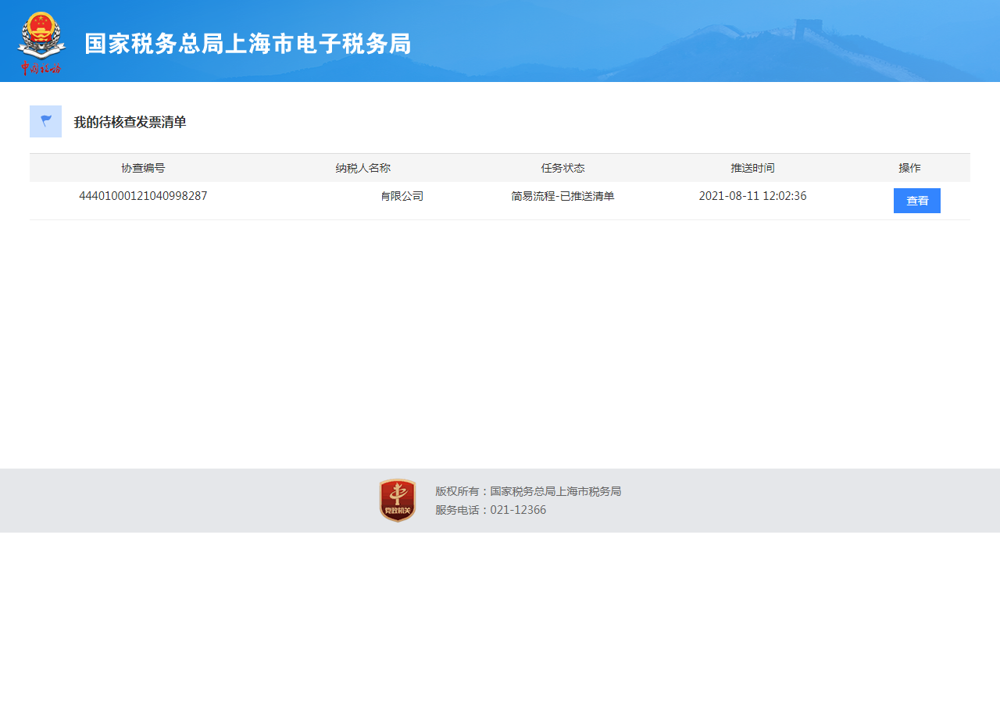 中国税务
国家税务总局上海市电子税务局
我的待核查发票清单
协查编号 纳税人名称 任务状态 推送时间 操作
44401000121040998287 有限公司 简易流程-已推送清单 2021-08-11 12:02:36 查看
党政机关
版权所有：国家税务总局上海市税务局
服务电话：021-12366